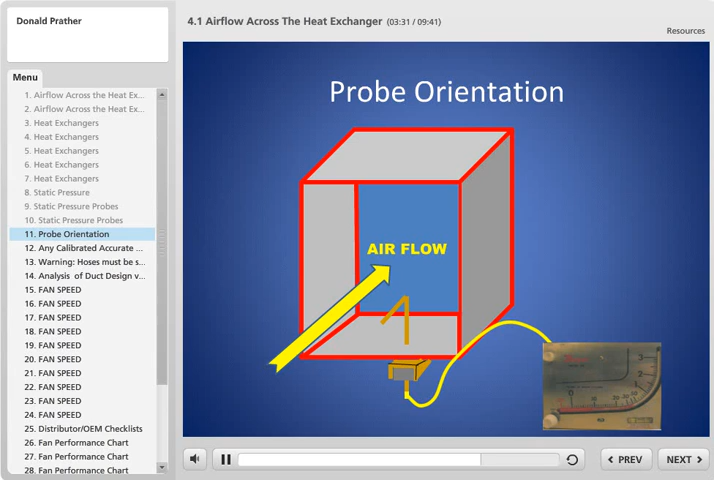 Donald Prather
4.1 Airflow Across The Heat Exchanger (03:31 / 09:41)
Resources
Menu
1. Airflow Across the Heat Ex...
2. Airflow Across the Heat Ex...
3. Heat Exchangers
4. Heat Exchangers
5. Heat Exchangers
6. Heat Exchangers
7. Heat Exchangers
8. Static Pressure
9. Static Pressure Probes
10. Static Pressure Probes
11. Probe Orientation
12. Any Calibrated Accurate ...
13. Warning: Hoses must be s...
14. Analysis of Duct Design v...
15. FAN SPEED
16. FAN SPEED
17. FAN SPEED
18. FAN SPEED
19. FAN SPEED
20. FAN SPEED
21. FAN SPEED
22. FAN SPEED
23. FAN SPEED
24. FAN SPEED
25. Distributor/OEM Checklists
26. Fan Performance Chart
27. Fan Performance Chart
28. Fan Performance Chart
Probe Orientation
AIR FLOW
3
2
1
0
10
PREV
NEXT